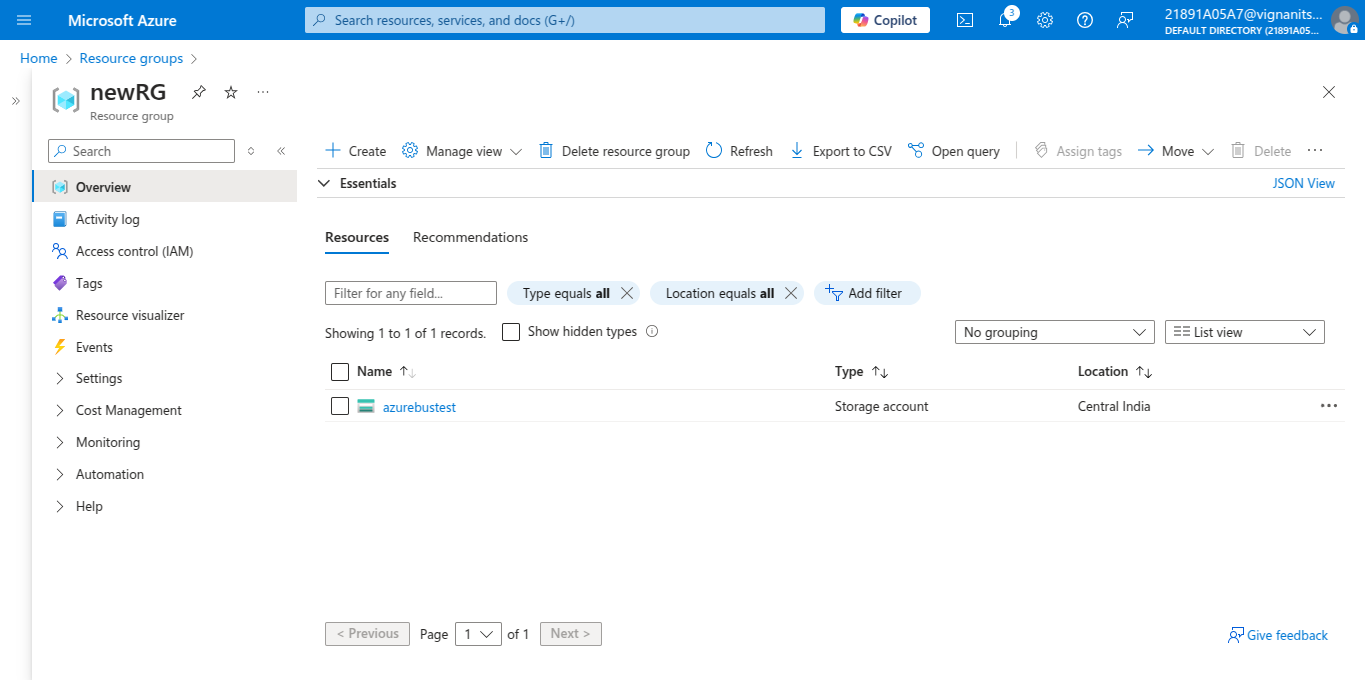 Microsoft Azure
Search resources, services, and docs (G+/)
Copilot
3
21891A05A7@vignanits...
DEFAULT DIRECTORY (21891A05...
Home > Resource groups >
newRG
Resource group
Search
Overview
Activity log
Access control (IAM)
Tags
Resource visualizer
Events
Settings
Cost Management
Monitoring
Automation
Help
Create
Manage view
Delete resource group
Refresh
Export to CSV
Open query
Assign tags
Move
Delete
Essentials
JSON View
Resources
Recommendations
Filter for any field...
Type equals all
Location equals all
Add filter
Showing 1 to 1 of 1 records.
Show hidden types
No grouping
List view
Name
Type
Location
azurebustest
Storage account
Central India
< Previous
Page
1
of 1
Next >
Give feedback